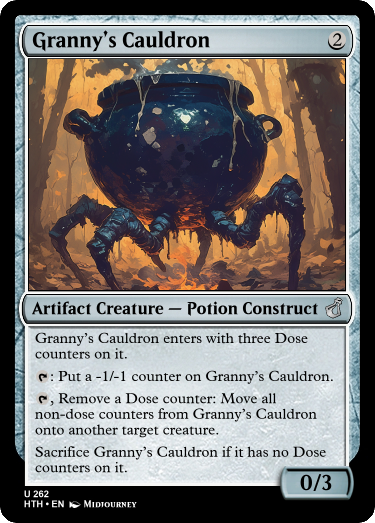 Granny's Cauldron 2
Artifact Creature — Potion Construct
Granny's Cauldron enters with three Dose
counters on it.
: Put a -1/-1 counter on Granny's Cauldron.
, Remove a Dose counter: Move all
non-dose counters from Granny's Cauldron
onto another target creature.
Sacrifice Granny's Cauldron if it has no Dose
counters on it.
0/3
U 262
HTH • EN Midjourney